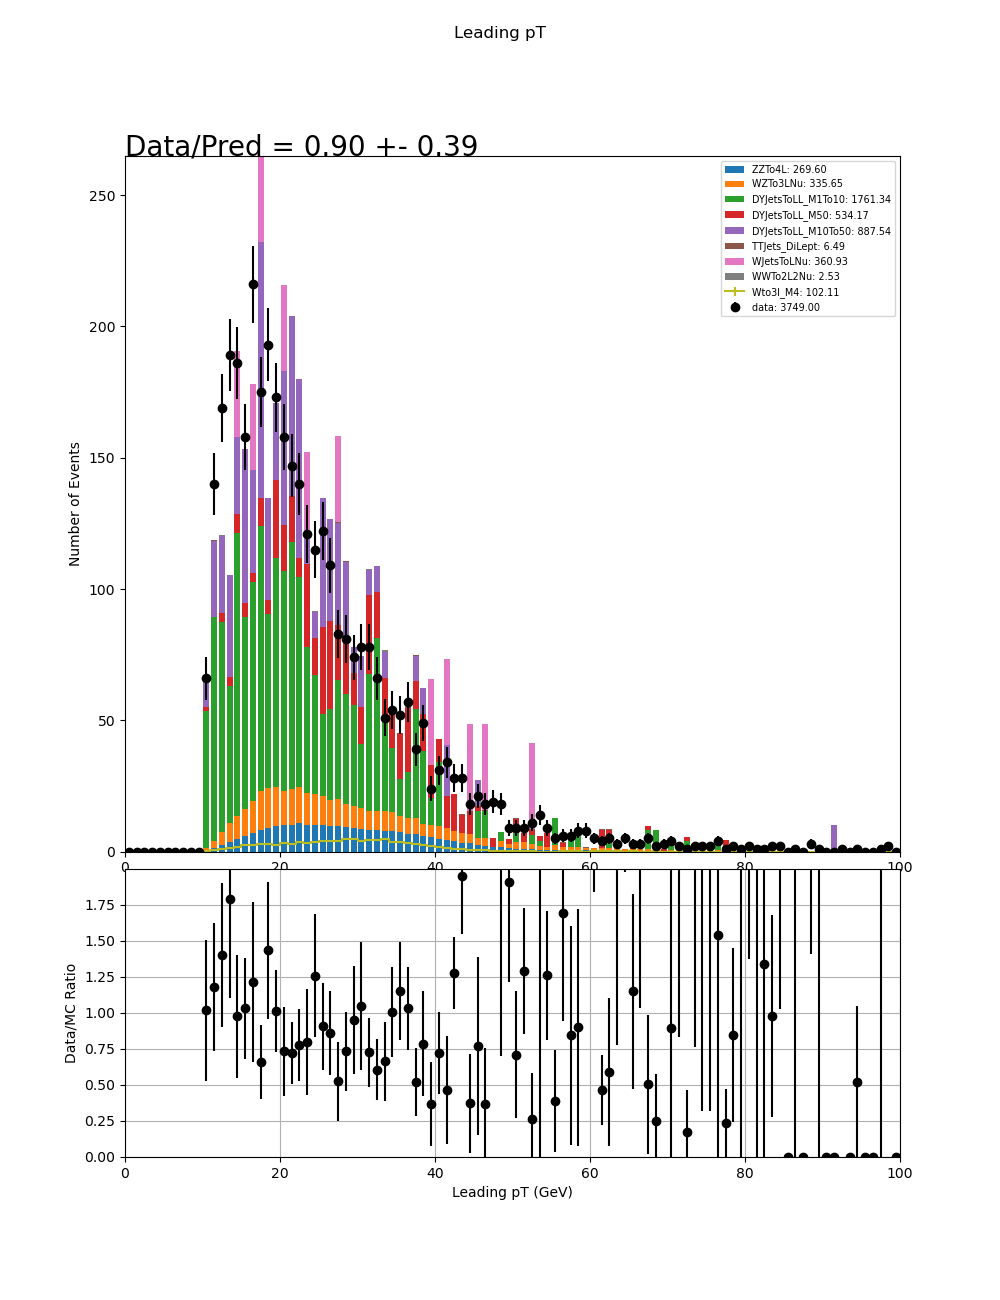 Leading pT
Data/Pred = 0.90 +- 0.39
ZZTo4L: 269.60
WZTo3LNu: 335.65
DYJetsToLL_M1To10: 1761.34
DYJetsToLL_M50: 534.17
DYJetsToLL_M10To50: 887.54
TTJets_DiLept: 6.49
WJetsToLNu: 360.93
WWTo2L2Nu: 2.53
Wto3l_M4: 102.11
data: 3749.00
Number of Events
250
200
150
100
50
0
0 20 40 60 80 100
Data/MC Ratio
1.75
1.50
1.25
1.00
0.75
0.50
0.25
0.00
0 20 40 60 80 100
Leading pT (GeV)